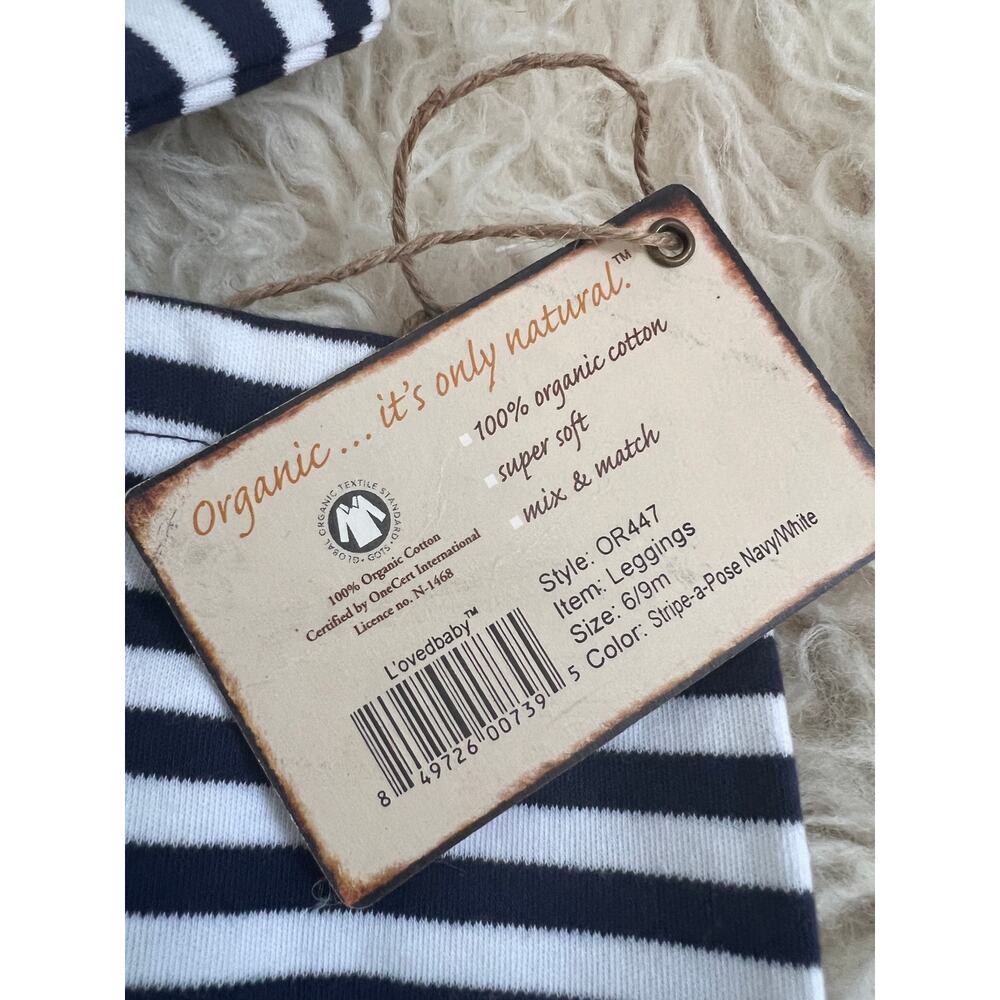 Organic ... it's only natural.™
100% organic cotton
super soft
mix & match
GLOBAL ORGANIC TEXTILE STANDARD · GOTS ·
100% Organic Cotton
Certified by OneCert International
Licence no. N-1468
Style: OR447
Item: Leggings
Size: 6/9m
Color: Stripe-a-Pose Navy/White
L'ovedbaby™
8 49726 00739 5